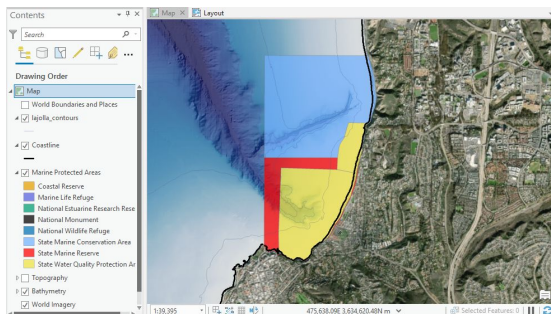 Contents
Map
Layout
Search
Drawing Order
Map
World Boundaries and Places
lajolla_contours
Coastline
Marine Protected Areas
Coastal Reserve
Marine Life Refuge
National Estuarine Research Rese
National Monument
National Wildlife Refuge
State Marine Conservation Area
State Marine Reserve
State Water Quality Protection Ar
Topography
Bathymetry
World Imagery
1:39,395
475,638.09E 3,634,620.48N m
Selected Features: 0